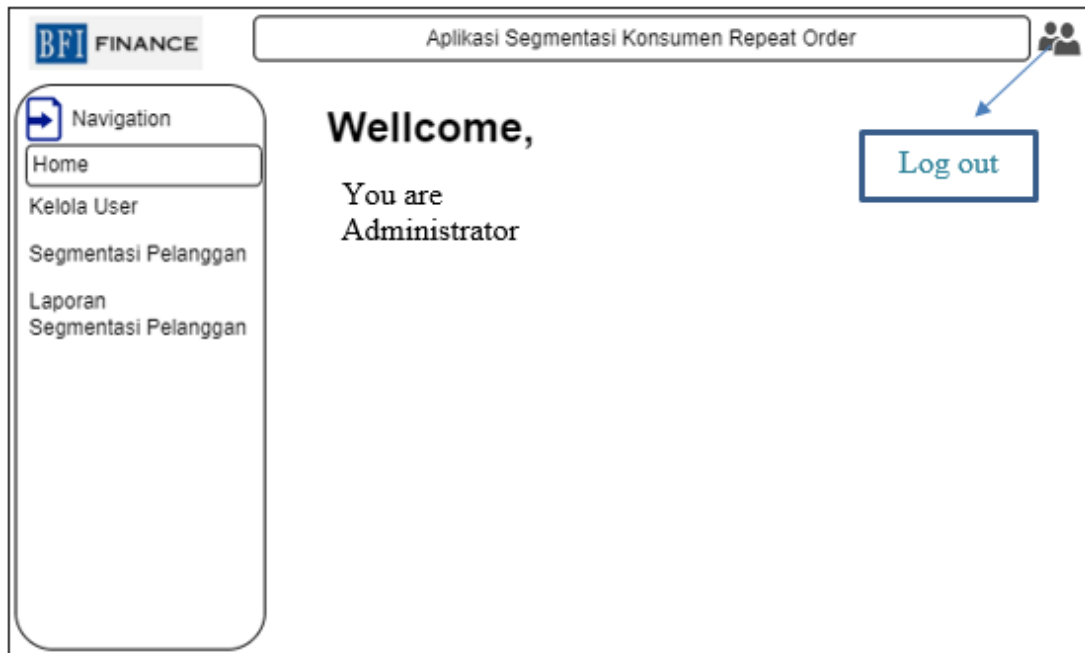 BFI FINANCE
Aplikasi Segmentasi Konsumen Repeat Order
Navigation
Home
Kelola User
Segmentasi Pelanggan
Laporan
Segmentasi Pelanggan
Wellcome,
You are
Administrator
Log out